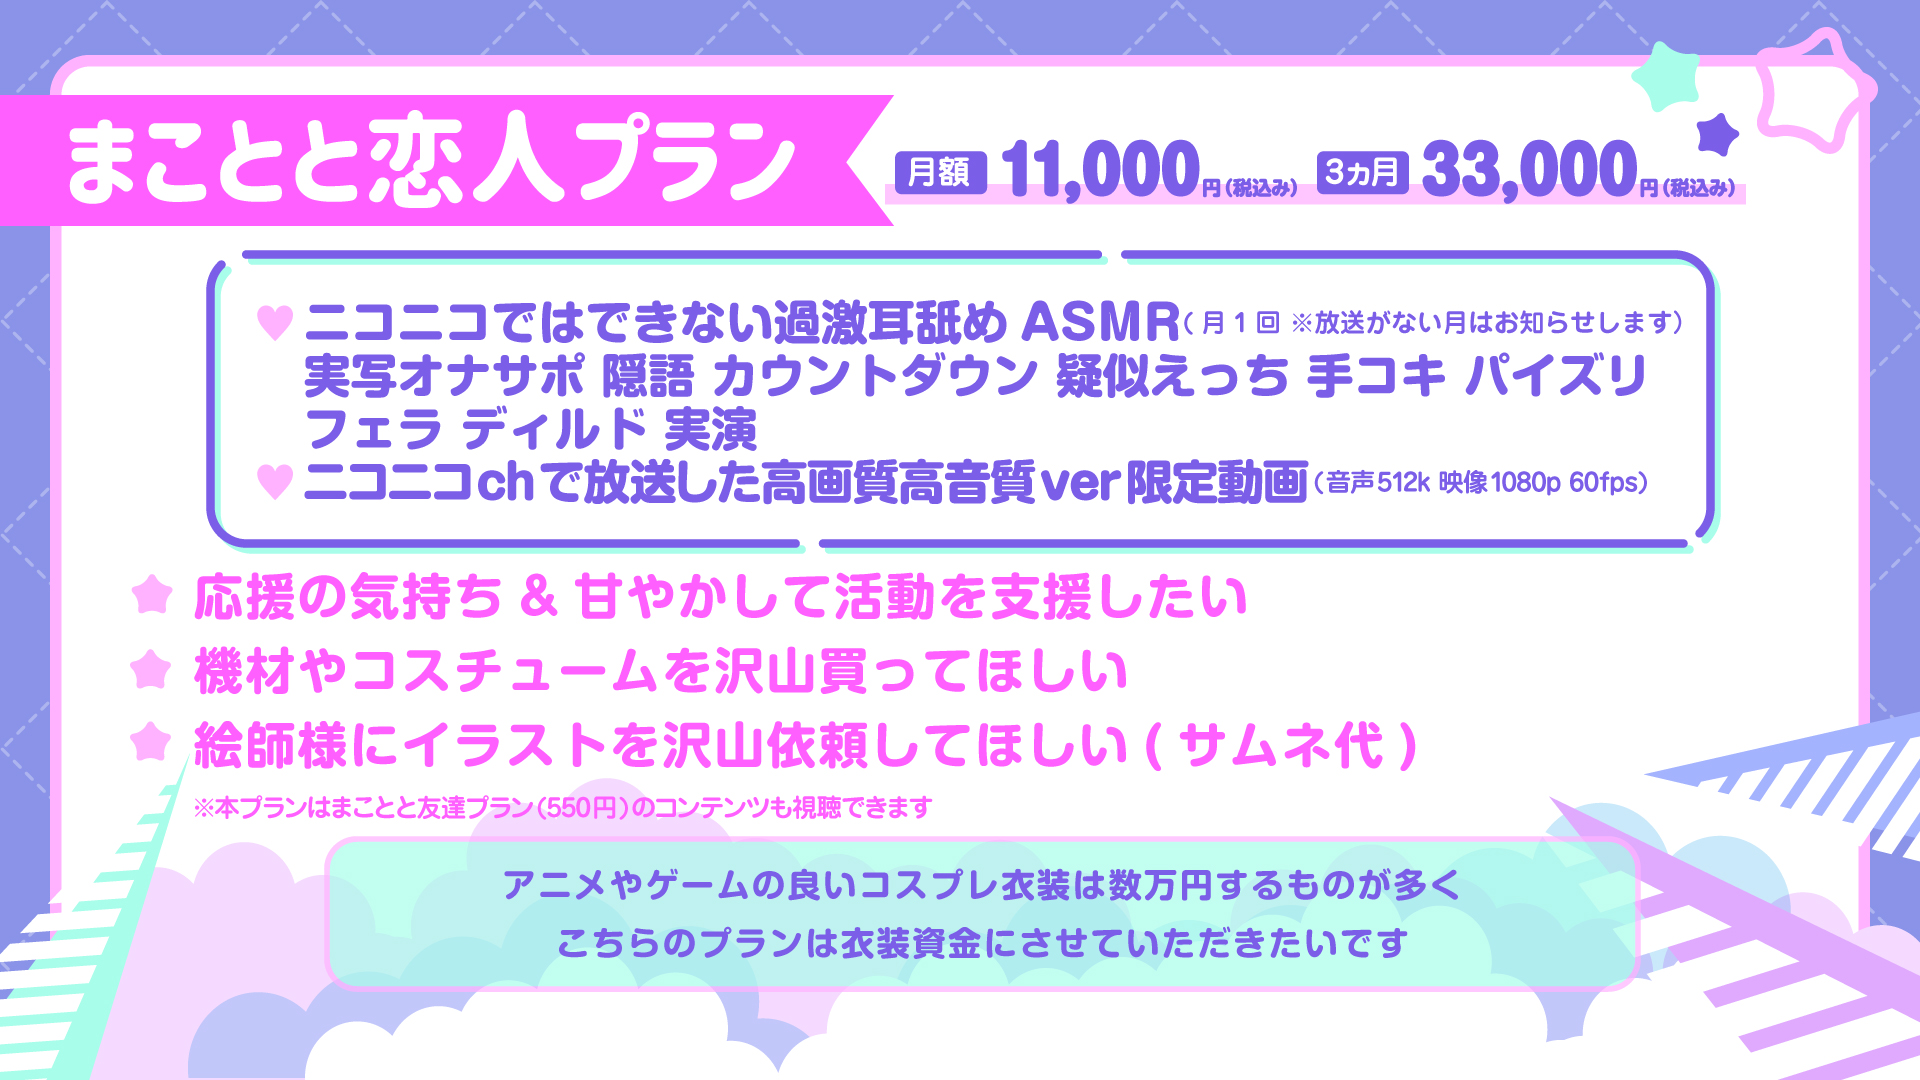 まことと恋人プラン
月額 11,000円(税込み) 3ヵ月 33,000円(税込み)
♥ニコニコではできない過激耳舐め ASMR(月1回 ※放送がない月はお知らせします)
実写オナサポ 隠語 カウントダウン 疑似えっち 手コキ パイズリ
フェラ ディルド 実演
♥ニコニコchで放送した高画質高音質ver限定動画(音声512k 映像1080p 60fps)
★応援の気持ち & 甘やかして活動を支援したい
★機材やコスチュームを沢山買ってほしい
★絵師様にイラストを沢山依頼してほしい(サムネ代)
※本プランはまことと友達プラン(550円)のコンテンツも視聴できます
アニメやゲームの良いコスプレ衣装は数万円するものが多く
こちらのプランは衣装資金にさせていただきたいです